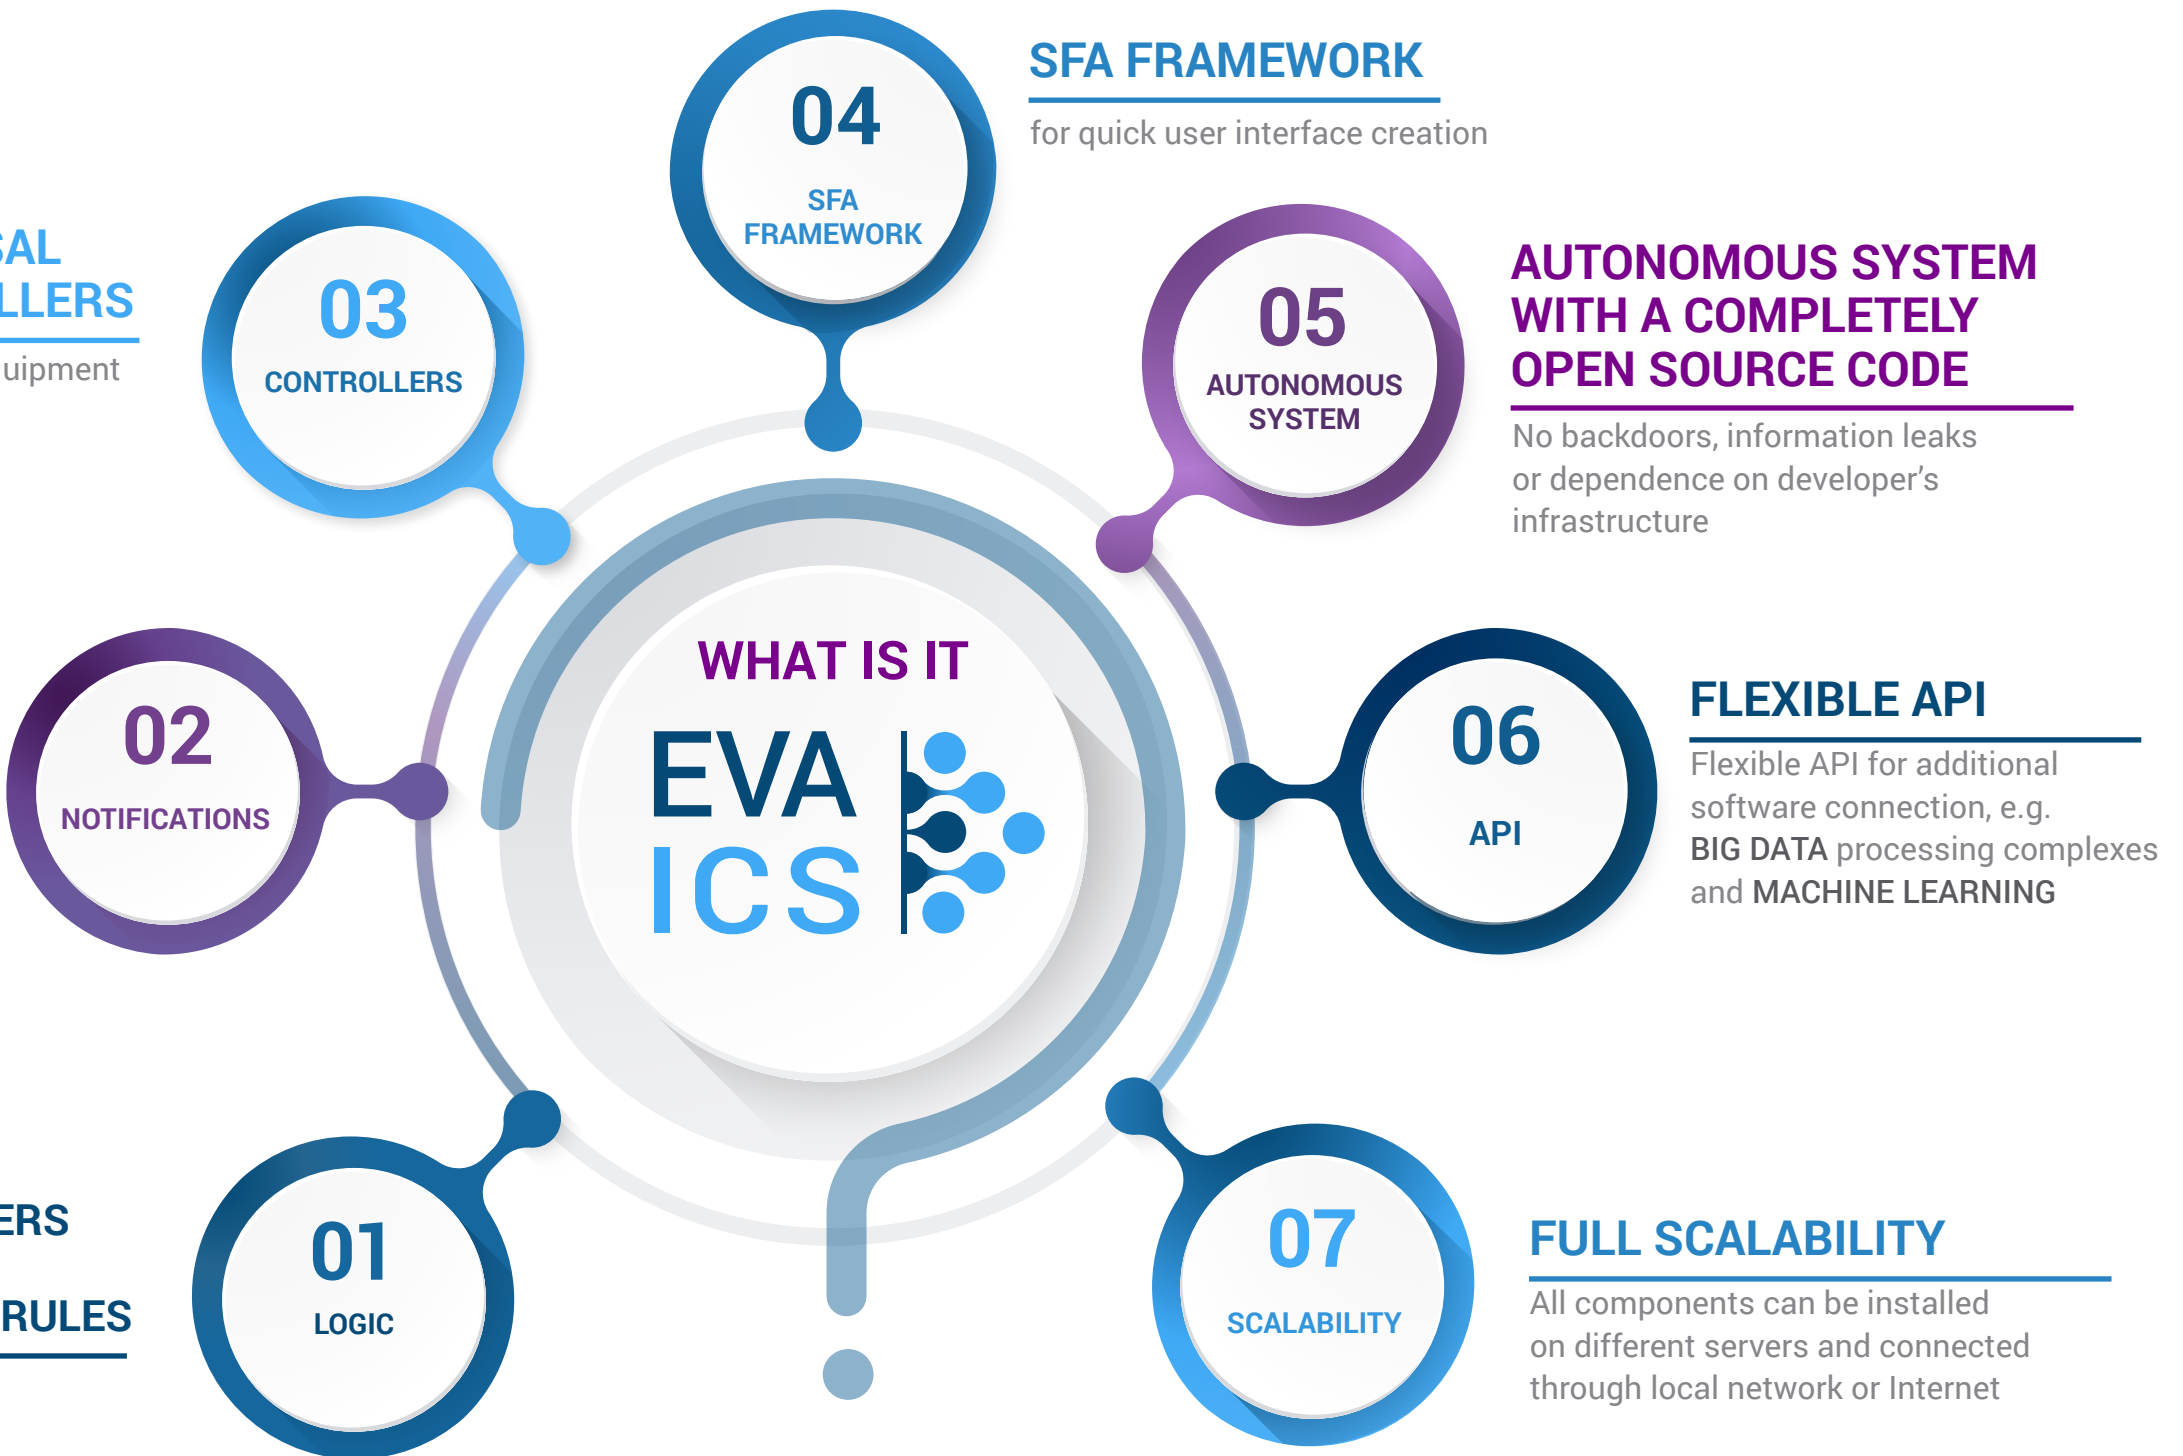 04
SFA
FRAMEWORK
SFA FRAMEWORK
for quick user interface creation
03
CONTROLLERS
uipment
05
AUTONOMOUS
SYSTEM
AUTONOMOUS SYSTEM
WITH A COMPLETELY
OPEN SOURCE CODE
No backdoors, information leaks
or dependence on developer's
infrastructure
WHAT IS IT
EVA
ICS
02
NOTIFICATIONS
06
API
FLEXIBLE API
Flexible API for additional
software connection, e.g.
BIG DATA processing complexes
and MACHINE LEARNING
01
LOGIC
ERS
RULES
07
SCALABILITY
FULL SCALABILITY
All components can be installed
on different servers and connected
through local network or Internet